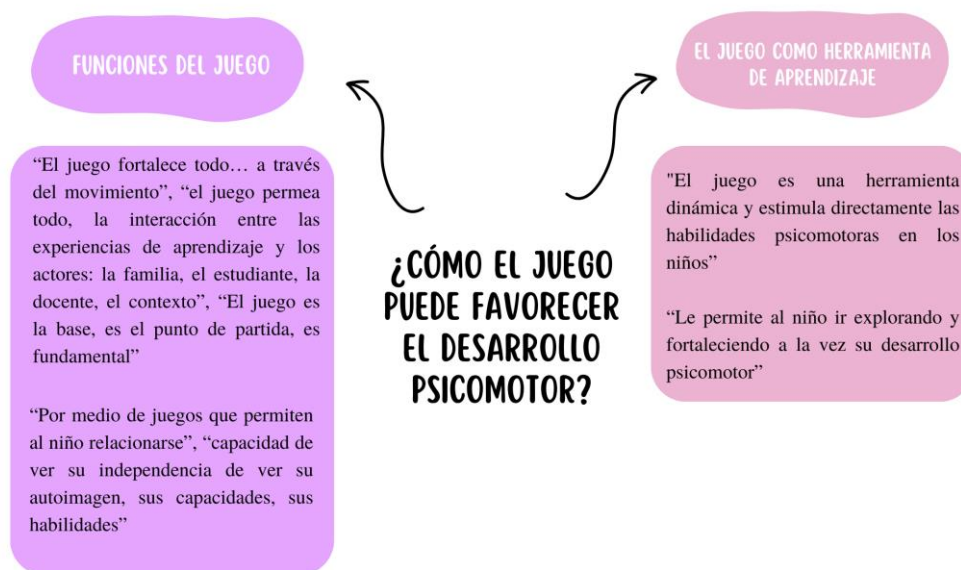 FUNCIONES DEL JUEGO
“El juego fortalece todo… a través
del movimiento”, “el juego permea
todo, la interacción entre las
experiencias de aprendizaje y los
actores: la familia, el estudiante, la
docente, el contexto”, “El juego es
la base, es el punto de partida, es
fundamental”
“Por medio de juegos que permiten
al niño relacionarse”, “capacidad de
ver su independencia de ver su
autoimagen, sus capacidades, sus
habilidades”
¿CÓMO EL JUEGO
PUEDE FAVORECER
EL DESARROLLO
PSICOMOTOR?
EL JUEGO COMO HERRAMIENTA
DE APRENDIZAJE
"El juego es una herramienta
dinámica y estimula directamente las
habilidades psicomotoras en los
niños”
“Le permite al niño ir explorando y
fortaleciendo a la vez su desarrollo
psicomotor”